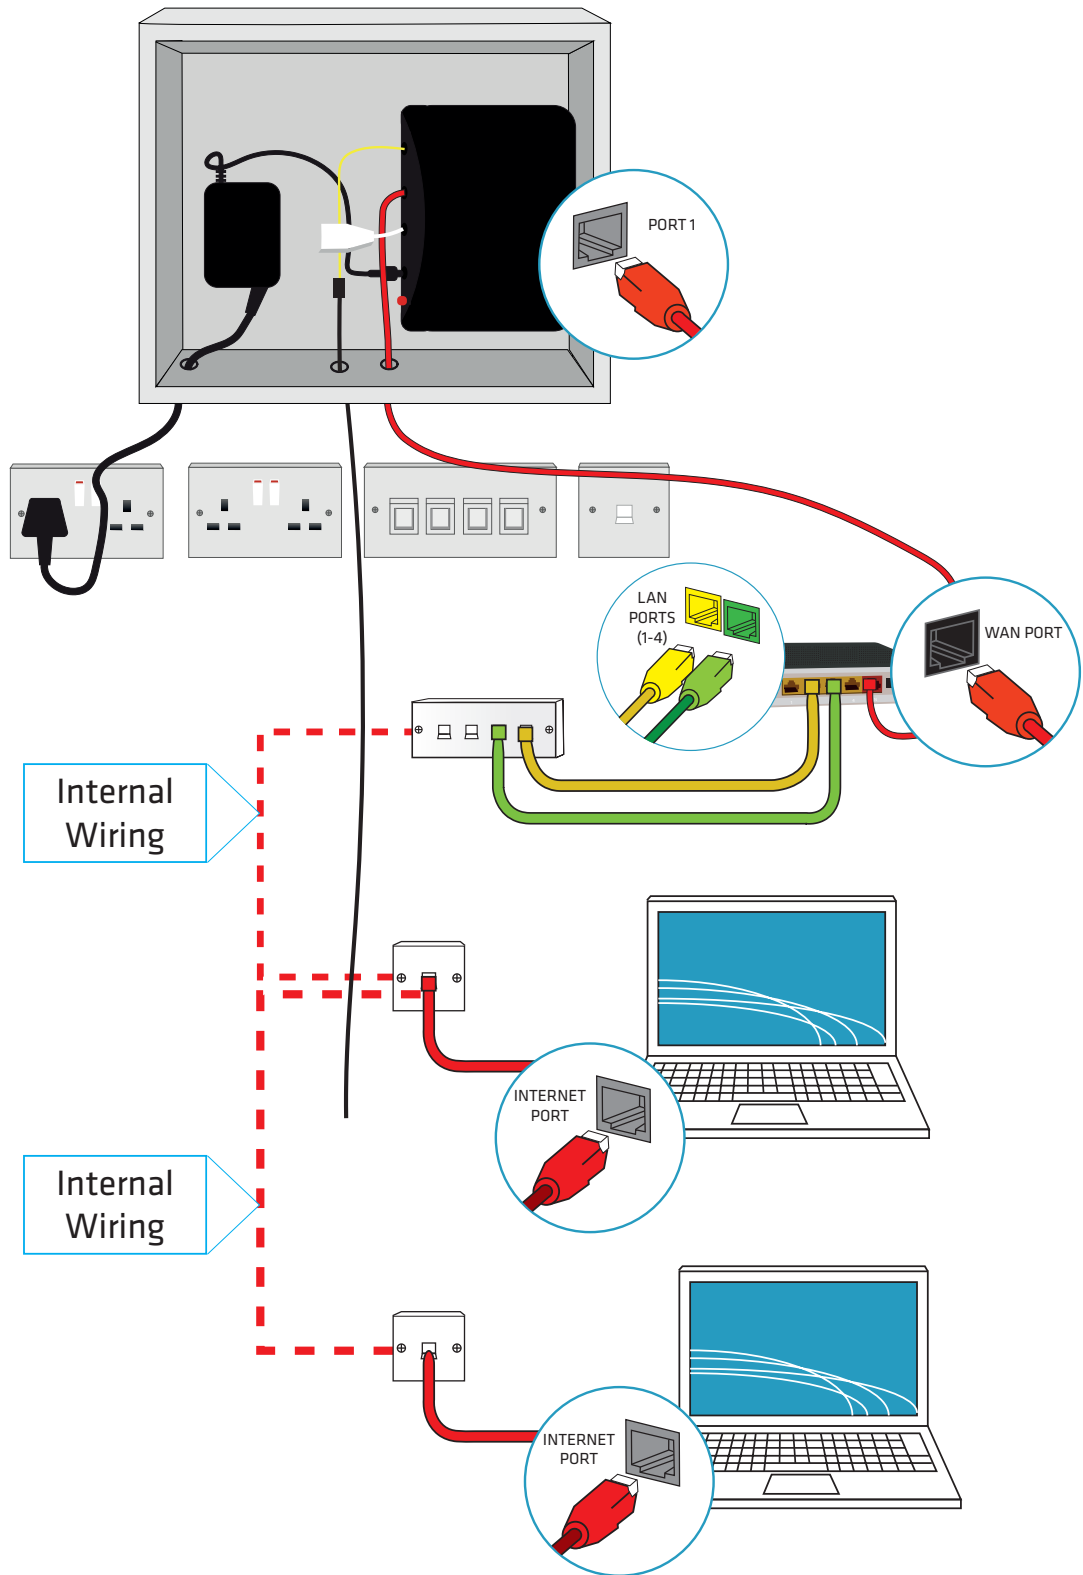 PORT 1
LAN
PORTS
(1-4)
WAN PORT
Internal
Wiring
INTERNET
PORT
Internal
Wiring
INTERNET
PORT